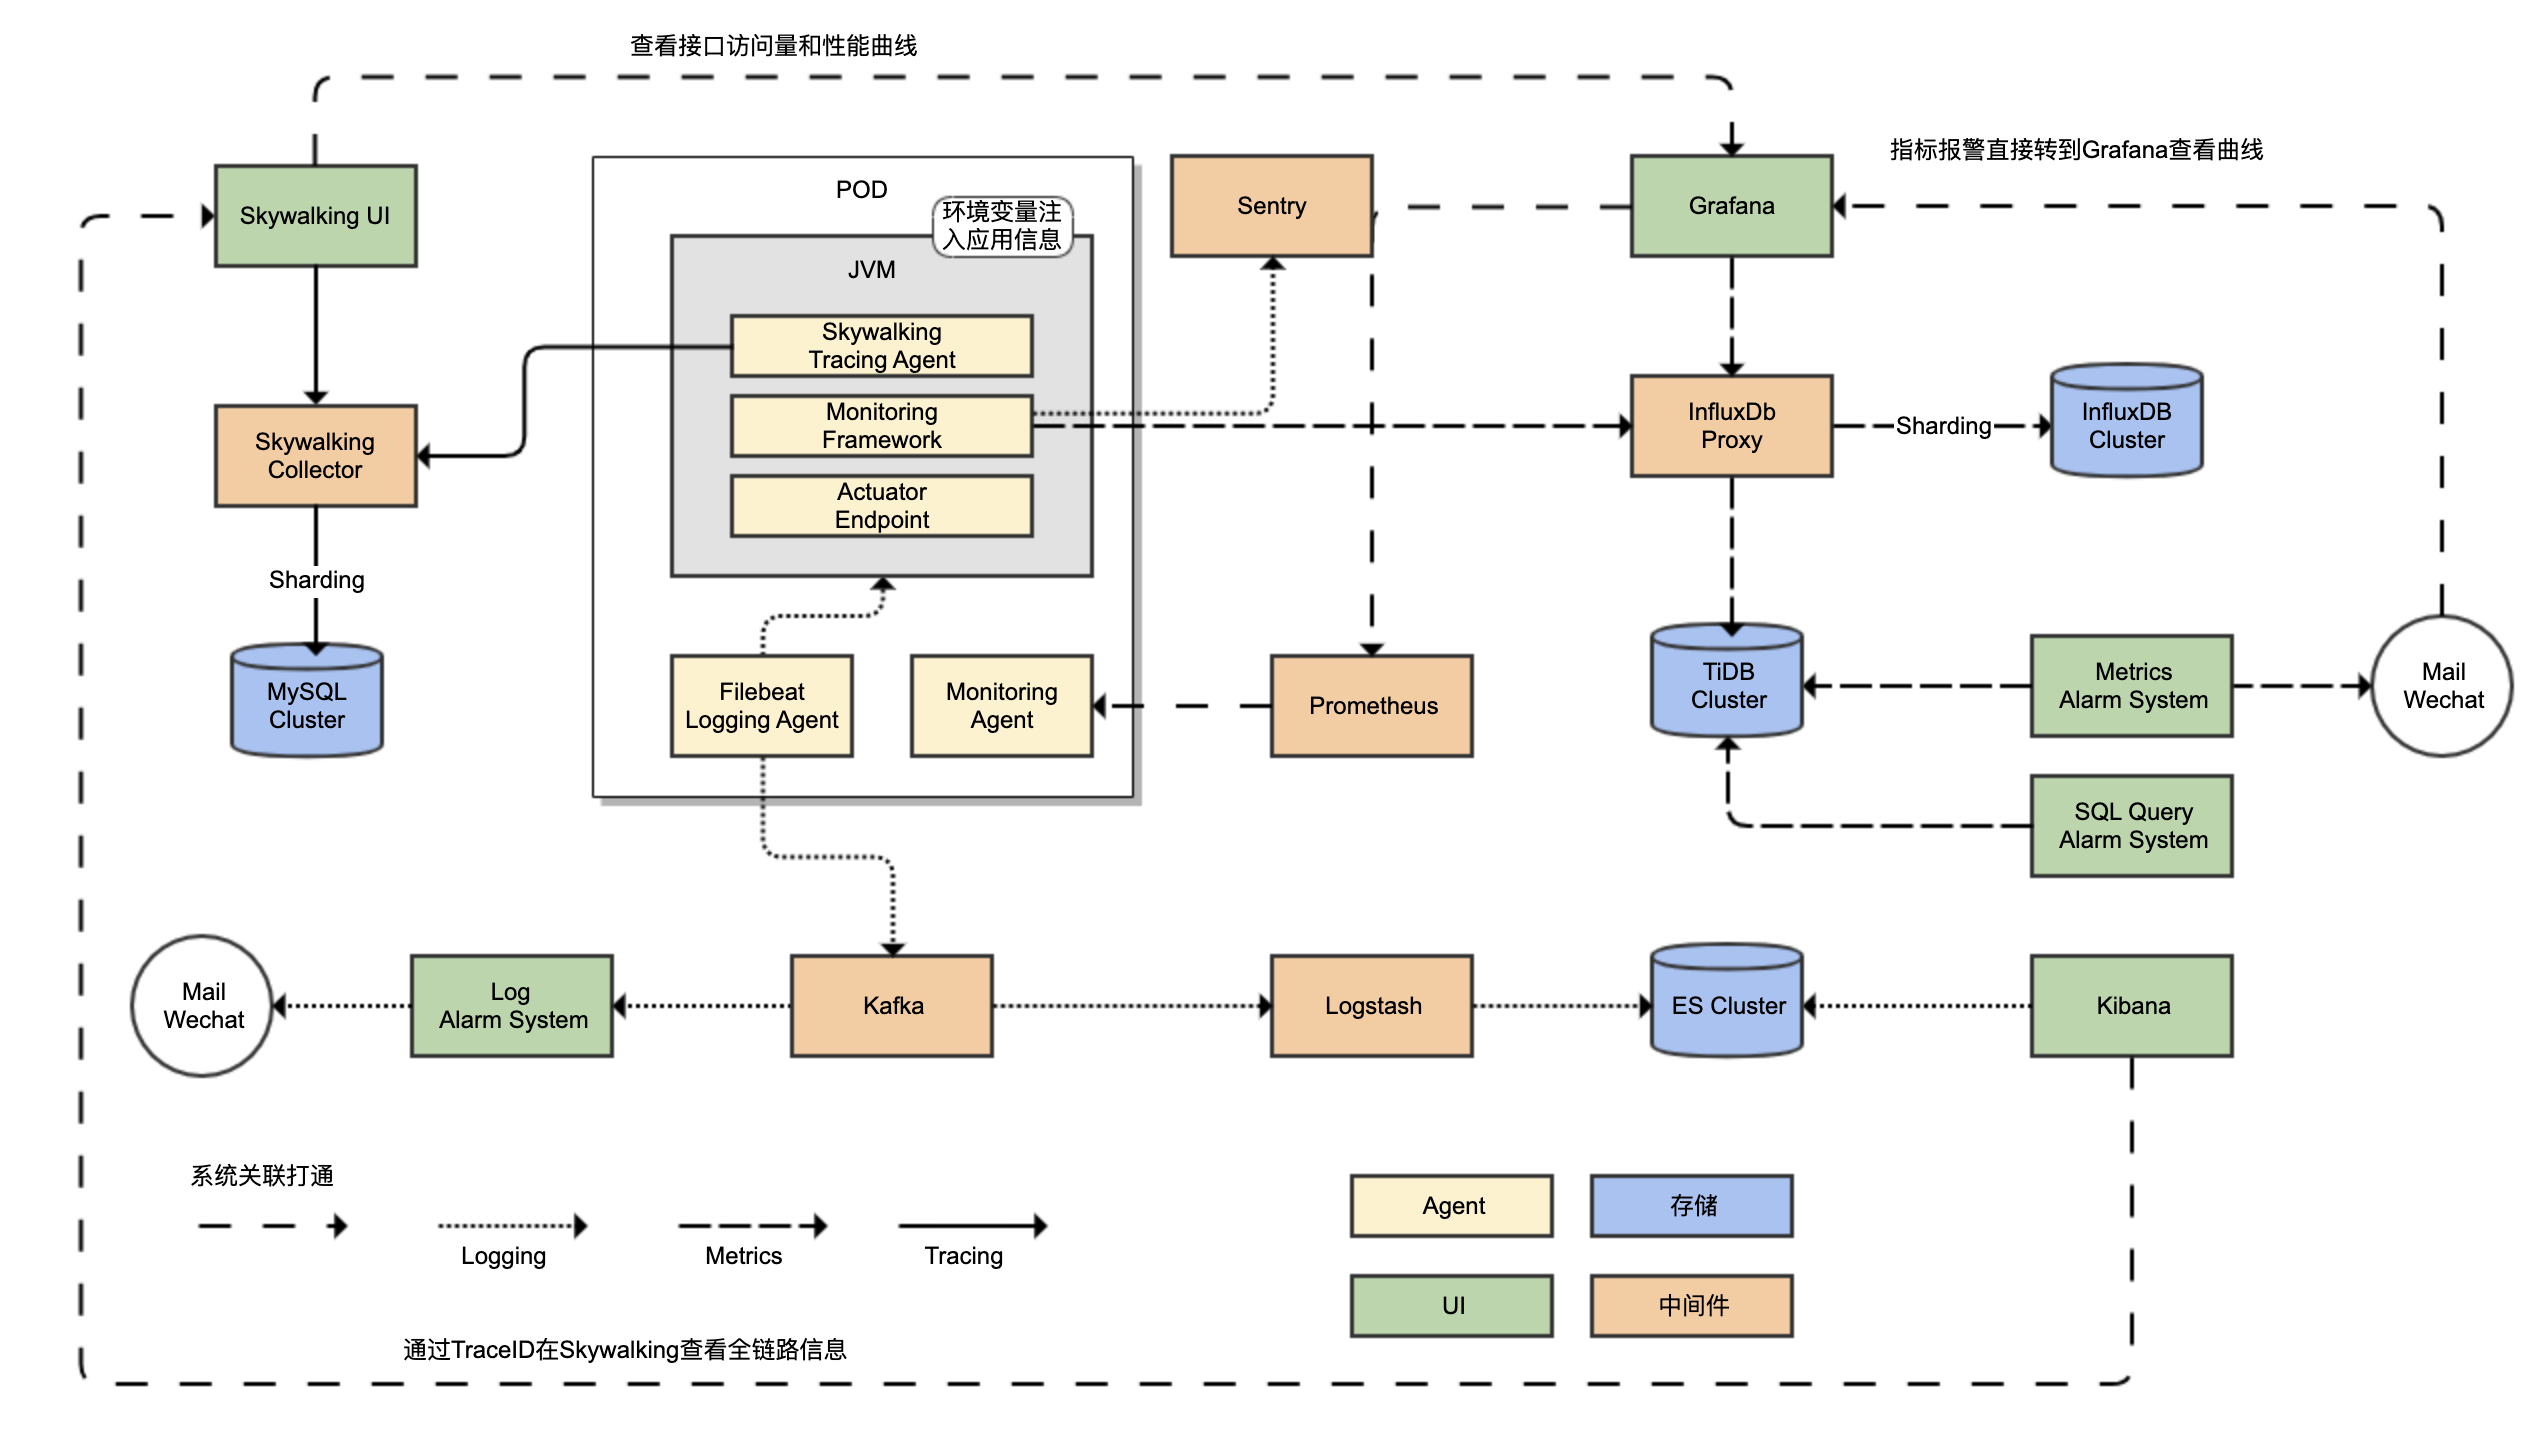 查看接口访问量和性能曲线
指标报警直接转到Grafana查看曲线
Skywalking UI
POD
环境变量注
入应用信息
JVM
Sentry
Grafana
Skywalking
Tracing Agent
Monitoring
Framework
Actuator
Endpoint
Skywalking
Collector
InfluxDb
Proxy
Sharding
InfluxDB
Cluster
Sharding
MySQL
Cluster
Filebeat
Logging Agent
Monitoring
Agent
Prometheus
TiDB
Cluster
Metrics
Alarm System
Mail
Wechat
SQL Query
Alarm System
Mail
Wechat
Log
Alarm System
Kafka
Logstash
ES Cluster
Kibana
系统关联打通
Logging
Metrics
Tracing
Agent
存储
UI
中间件
通过TraceID在Skywalking查看全链路信息